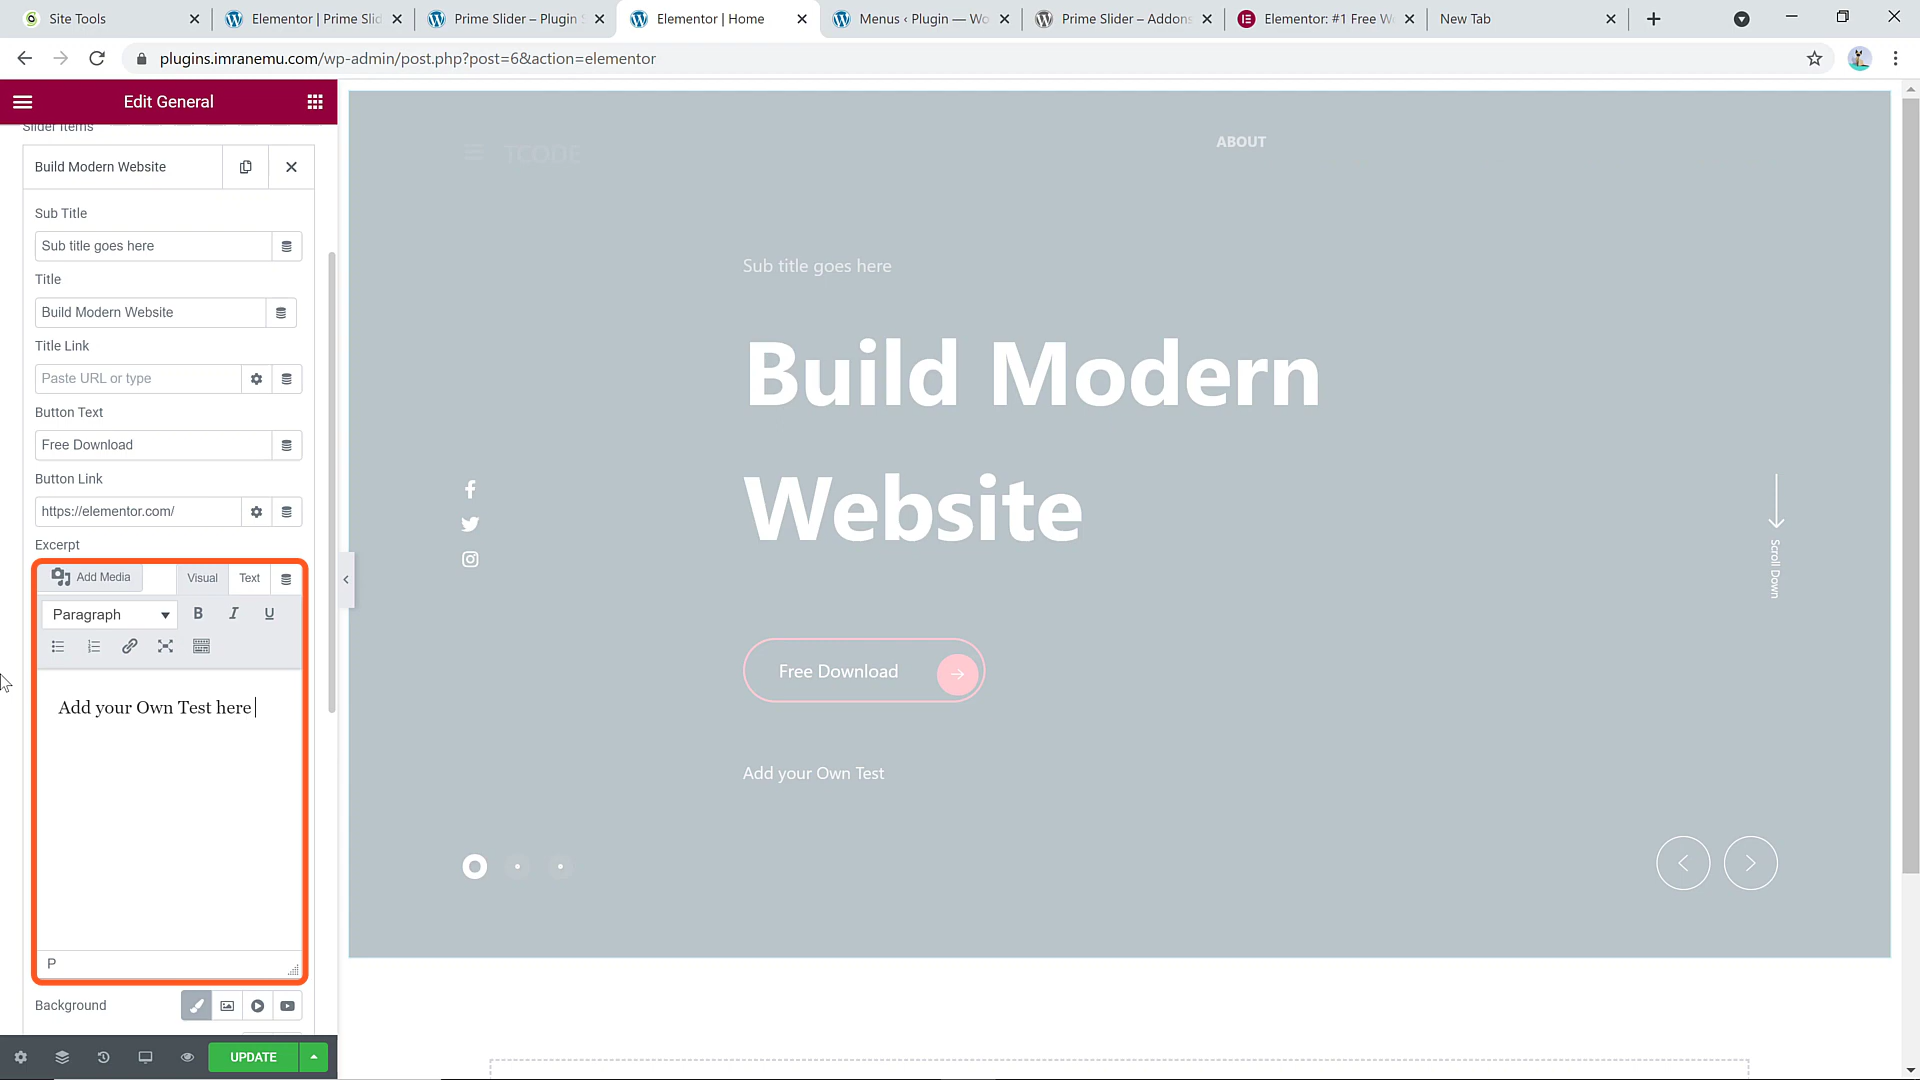 Site Tools
Elementor | Prime Slid
Prime Slider – Plugin S
Elementor | Home
Menus ‹ Plugin — Wo
Prime Slider – Addons
Elementor: #1 Free W
New Tab
plugins.imranemu.com/wp-admin/post.php?post=6&action=elementor
Edit General
Slider Items
Build Modern Website
Sub Title
Sub title goes here
Title
Build Modern Website
Title Link
Paste URL or type
Button Text
Free Download
Button Link
https://elementor.com/
Excerpt
Add Media
Visual
Text
Paragraph
B I U
Add your Own Test here
P
Background
UPDATE
TCODE
ABOUT
Sub title goes here
Build Modern
Website
Free Download
Add your Own Test
Scroll Down